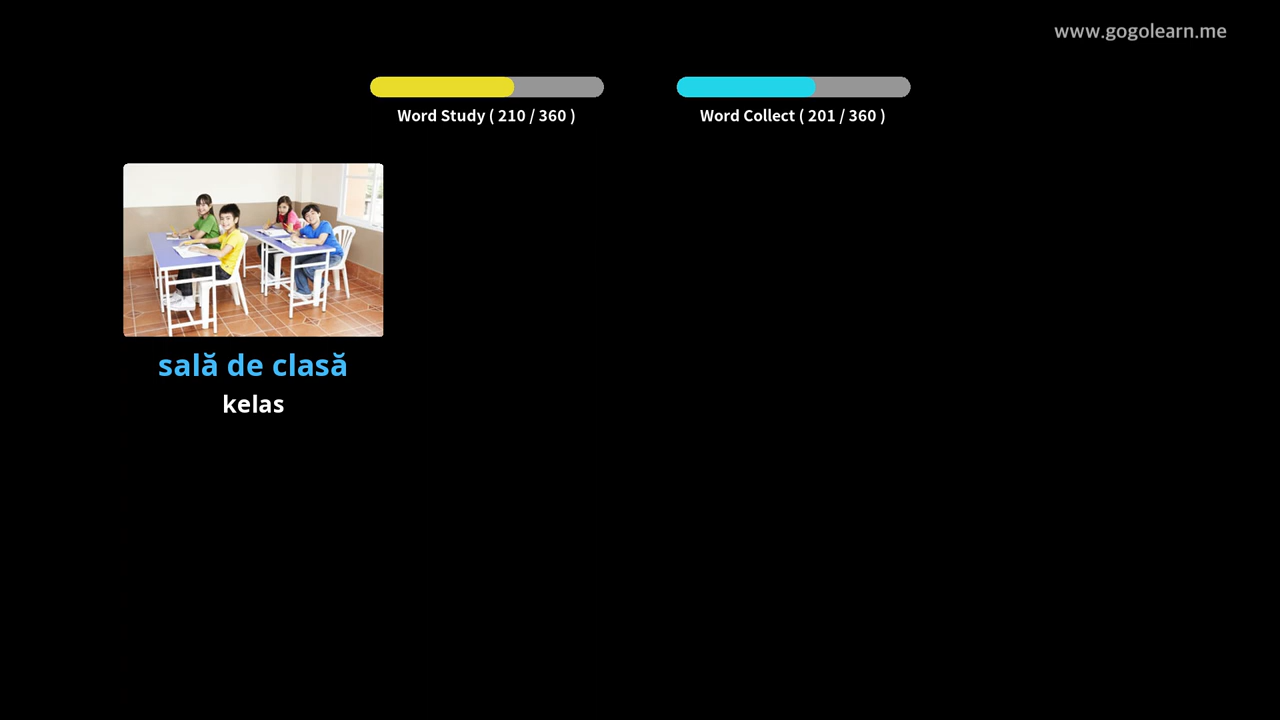 www.gogolearn.me
Word Study ( 210 / 360 )
Word Collect ( 201 / 360 )
sală de clasă
kelas